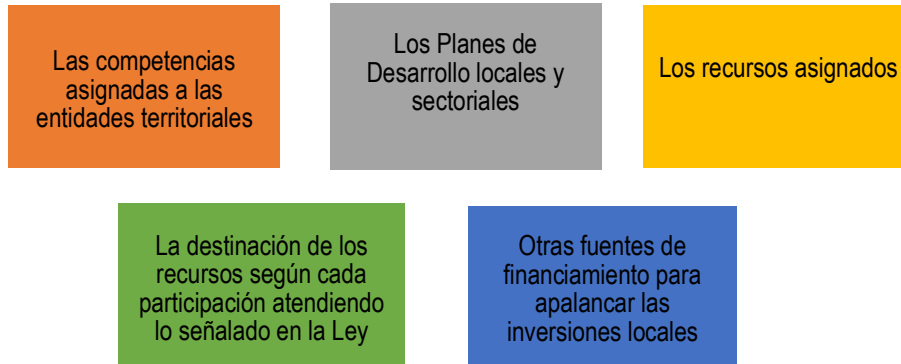 Las competencias
asignadas a las
entidades territoriales
Los Planes de
Desarrollo locales y
sectoriales
Los recursos asignados
La destinación de los
recursos según cada
participación atendiendo
lo señalado en la Ley
Otras fuentes de
financiamiento para
apalancar las
inversiones locales